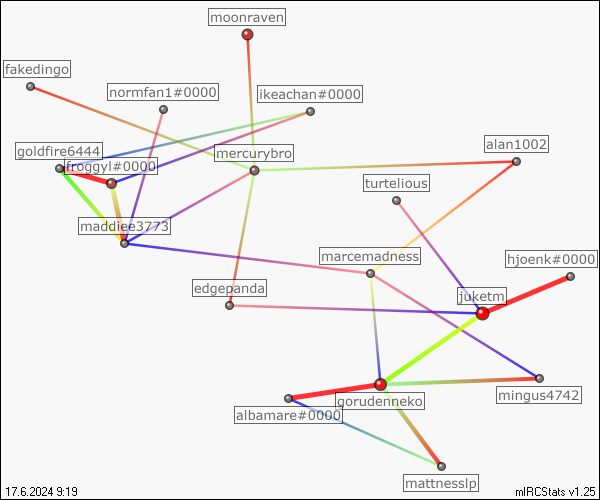 moonraven
fakedingo
normfan1#0000
ikeachan#0000
alan1002
goldfire6444
froggyl#0000
mercurybro
turtelious
maddiee3773
marcemadness
hjoenk#0000
edgepanda
juketm
mingus4742
gorudenneko
albamare#0000
mattnesslp
17.6.2024 9:19
mIRCStats v1.25